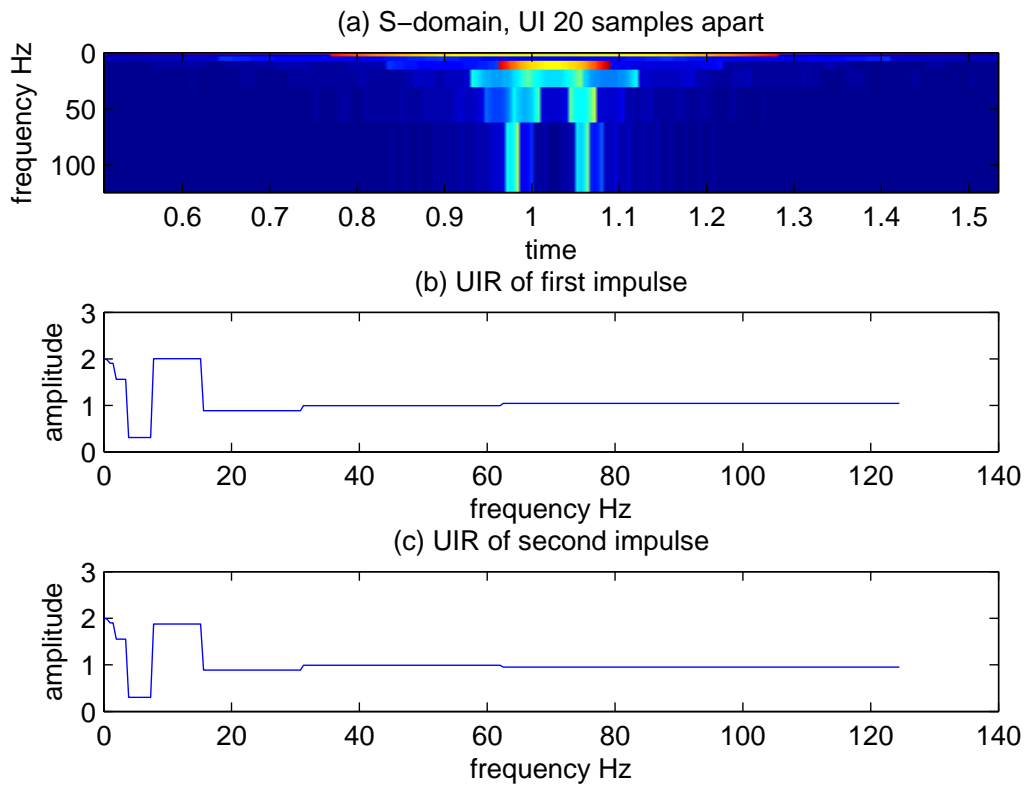 (a) S−domain, UI 20 samples apart
frequency Hz
0
50
100
0.6 0.7 0.8 0.9 1 1.1 1.2 1.3 1.4 1.5
time
(b) UIR of first impulse
amplitude
3
2
1
0
0 20 40 60 80 100 120 140
frequency Hz
(c) UIR of second impulse
amplitude
3
2
1
0
0 20 40 60 80 100 120 140
frequency Hz